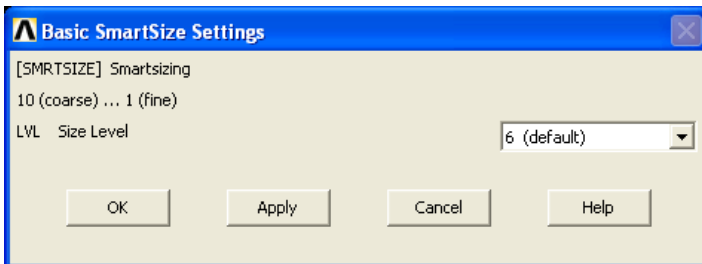 Basic SmartSize Settings
[SMRTSIZE] Smartsizing
10 (coarse) ... 1 (fine)
LVL Size Level 6 (default)
OK Apply Cancel Help